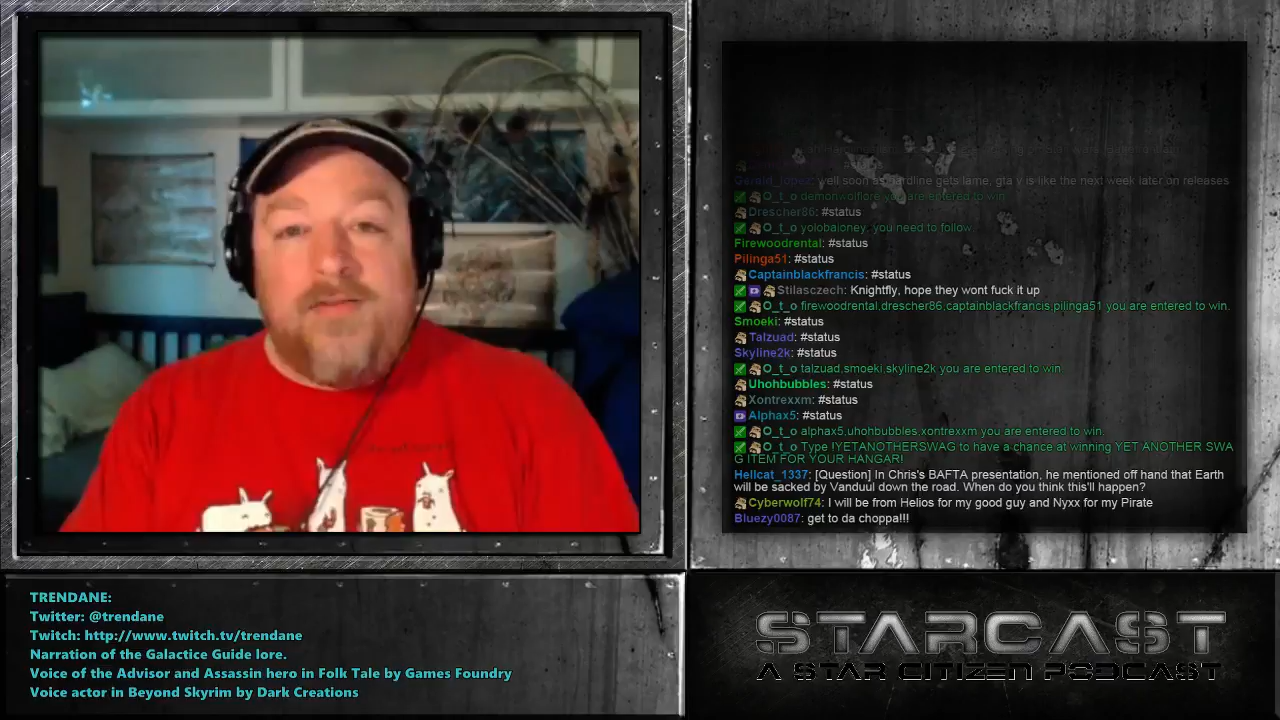 Gerald_lopez: well soon as hardline gets lame, gta v is like the next week later on releases
O_t_o demonwolflore you are entered to win
Drescher86: #status
O_t_o yolobaloney, you need to follow
Firewoodrental: #status
Pilinga51: #status
Captainblackfrancis: #status
Stilasczech: Knightfly, hope they wont fuck it up
O_t_o firewoodrental,drescher86,captainblackfrancis,pilinga51 you are entered to win.
Smoeki: #status
Talzuad: #status
Skyline2k: #status
O_t_o talzuad,smoeki,skyline2k you are entered to win.
Uhohbubbles: #status
Xontrexxm: #status
Alphax5: #status
O_t_o alphax5,uhohbubbles,xontrexxm you are entered to win.
O_t_o Type !YETANOTHERSWAG to have a chance at winning YET ANOTHER SWA
G ITEM FOR YOUR HANGAR!
Hellcat_1337: [Question] In Chris's BAFTA presentation, he mentioned off hand that Earth
will be sacked by Vanduul down the road. When do you think this'll happen?
Cyberwolf74: I will be from Helios for my good guy and Nyxx for my Pirate
Bluezy0087: get to da choppa!!!
TRENDANE:
Twitter: @trendane
Twitch: http://www.twitch.tv/trendane
Narration of the Galactice Guide lore.
Voice of the Advisor and Assassin hero in Folk Tale by Games Foundry
Voice actor in Beyond Skyrim by Dark Creations
STARCAST
A STAR CITIZEN PODCAST